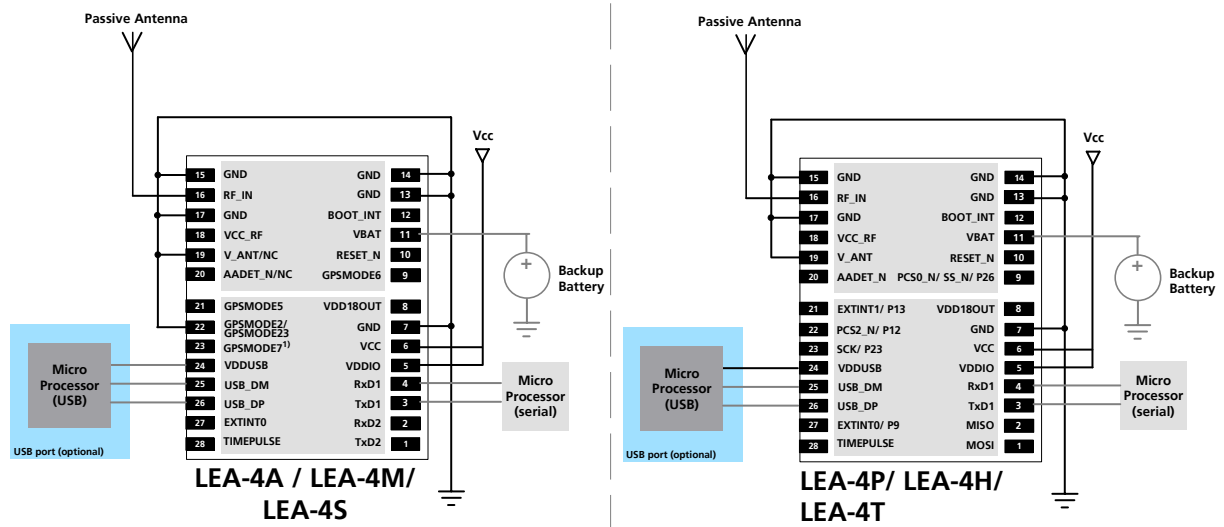 Passive Antenna
Vcc
15 GND GND 14
16 RF_IN GND 13
17 GND BOOT_INT 12
18 VCC_RF VBAT 11
19 V_ANT/NC RESET_N 10
20 AADET_N/NC GPSMODE6 9
21 GPSMODE5 VDD18OUT 8
22 GPSMODE2/ GPSMODE23 GND 7
23 GPSMODE7¹⁾ VCC 6
24 VDDUSB VDDIO 5
25 USB_DM RxD1 4
26 USB_DP TxD1 3
27 EXTINT0 RxD2 2
28 TIMEPULSE TxD2 1
+
Backup
Battery
Micro
Processor
(USB)
USB port (optional)
Micro
Processor
(serial)
LEA-4A / LEA-4M/
LEA-4S
Passive Antenna
Vcc
15 GND GND 14
16 RF_IN GND 13
17 GND BOOT_INT 12
18 VCC_RF VBAT 11
19 V_ANT RESET_N 10
20 AADET_N PCS0_N/ SS_N/ P26 9
21 EXTINT1/ P13 VDD18OUT 8
22 PCS2_N/ P12 GND 7
23 SCK/ P23 VCC 6
24 VDDUSB VDDIO 5
25 USB_DM RxD1 4
26 USB_DP TxD1 3
27 EXTINT0/ P9 MISO 2
28 TIMEPULSE MOSI 1
+
Backup
Battery
Micro
Processor
(USB)
USB port (optional)
Micro
Processor
(serial)
LEA-4P/ LEA-4H/
LEA-4T